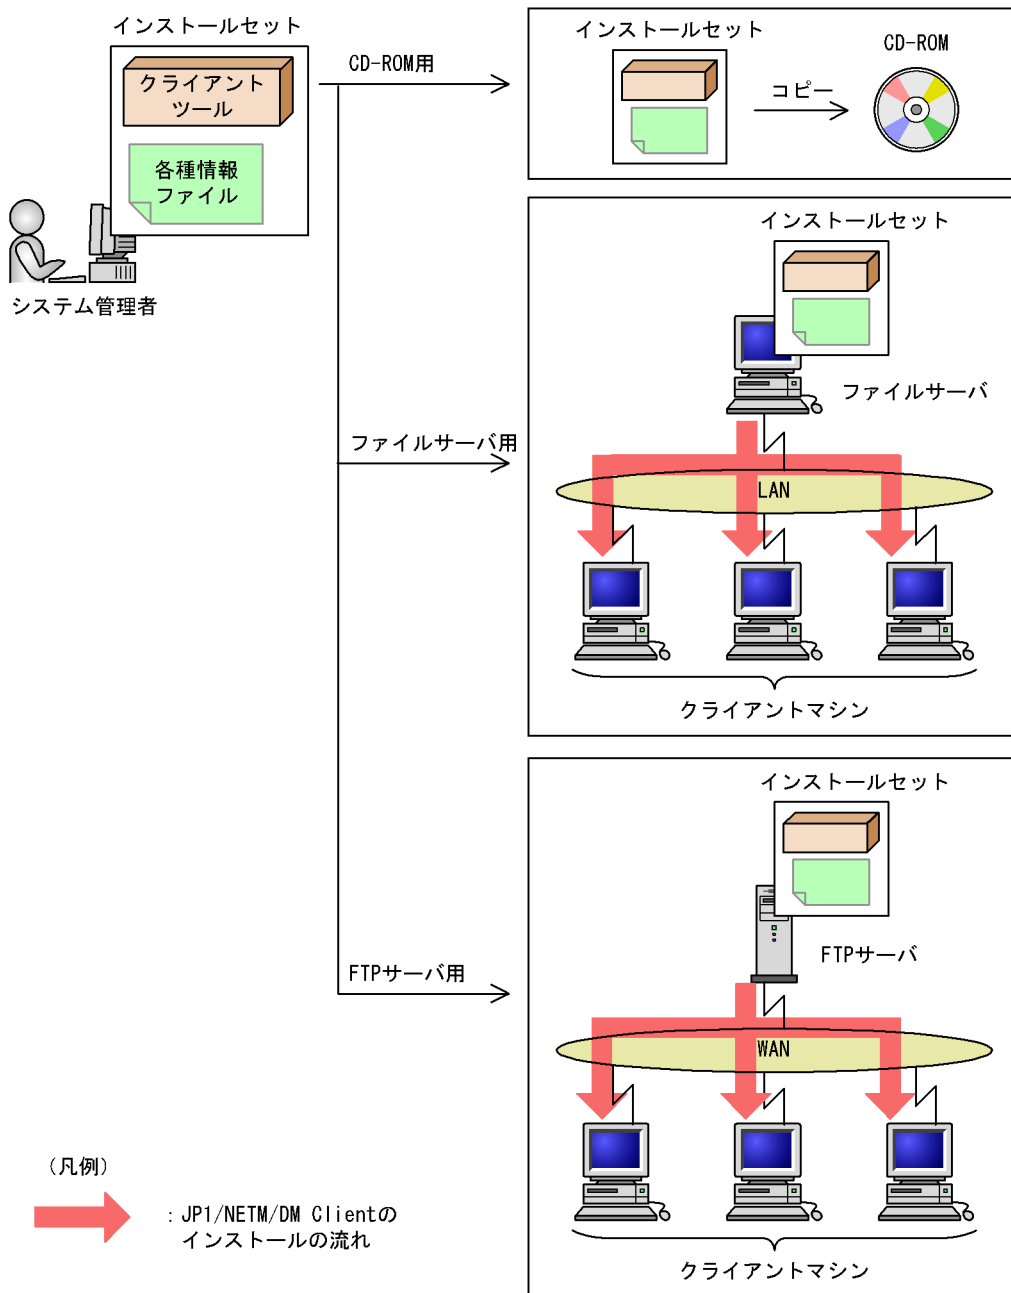 インストールセット
クライアント
ツール
各種情報
ファイル
システム管理者
CD-ROM用
インストールセット
コピー
CD-ROM
ファイルサーバ用
インストールセット
ファイルサーバ
LAN
クライアントマシン
FTPサーバ用
インストールセット
FTPサーバ
WAN
クライアントマシン
(凡例)
：JP1/NETM/DM Clientの
インストールの流れ